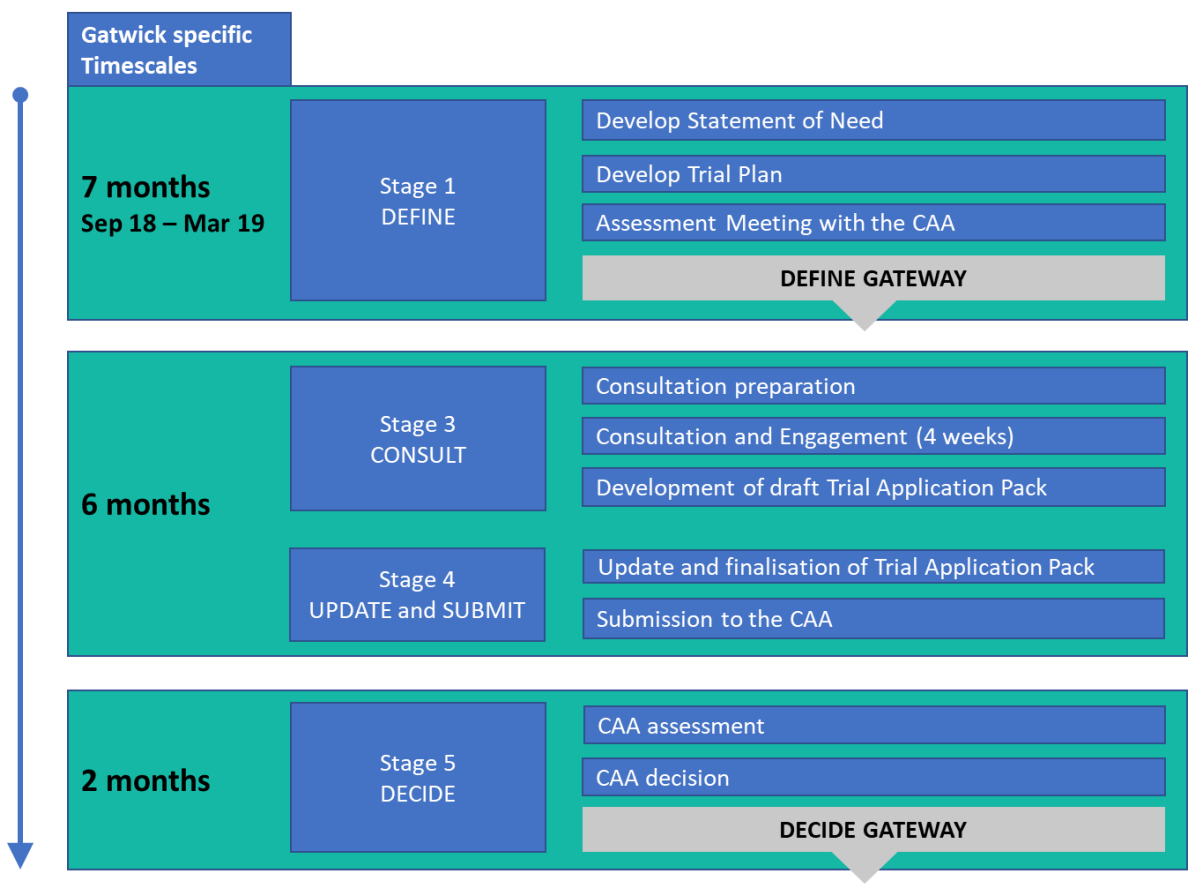 Gatwick specific
Timescales
7 months
Sep 18 – Mar 19
Stage 1
DEFINE
Develop Statement of Need
Develop Trial Plan
Assessment Meeting with the CAA
DEFINE GATEWAY
6 months
Stage 3
CONSULT
Consultation preparation
Consultation and Engagement (4 weeks)
Development of draft Trial Application Pack
Stage 4
UPDATE and SUBMIT
Update and finalisation of Trial Application Pack
Submission to the CAA
2 months
Stage 5
DECIDE
CAA assessment
CAA decision
DECIDE GATEWAY